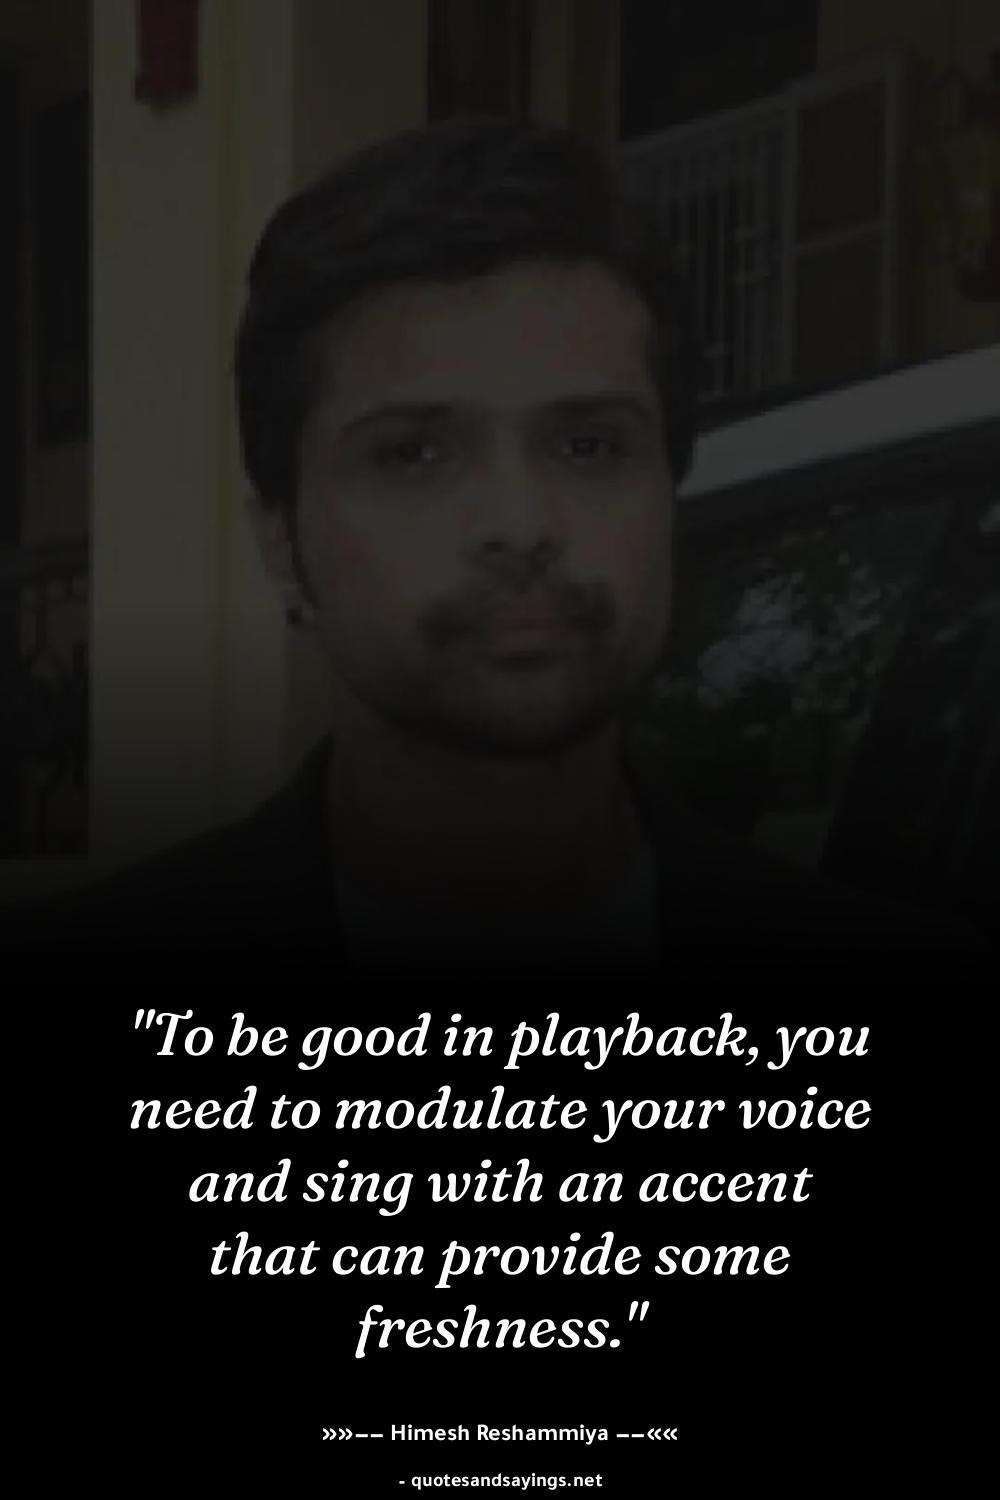 "To be good in playback, you
need to modulate your voice
and sing with an accent
that can provide some
freshness."
»»−− Himesh Reshammiya −−««
- quotesandsayings.net